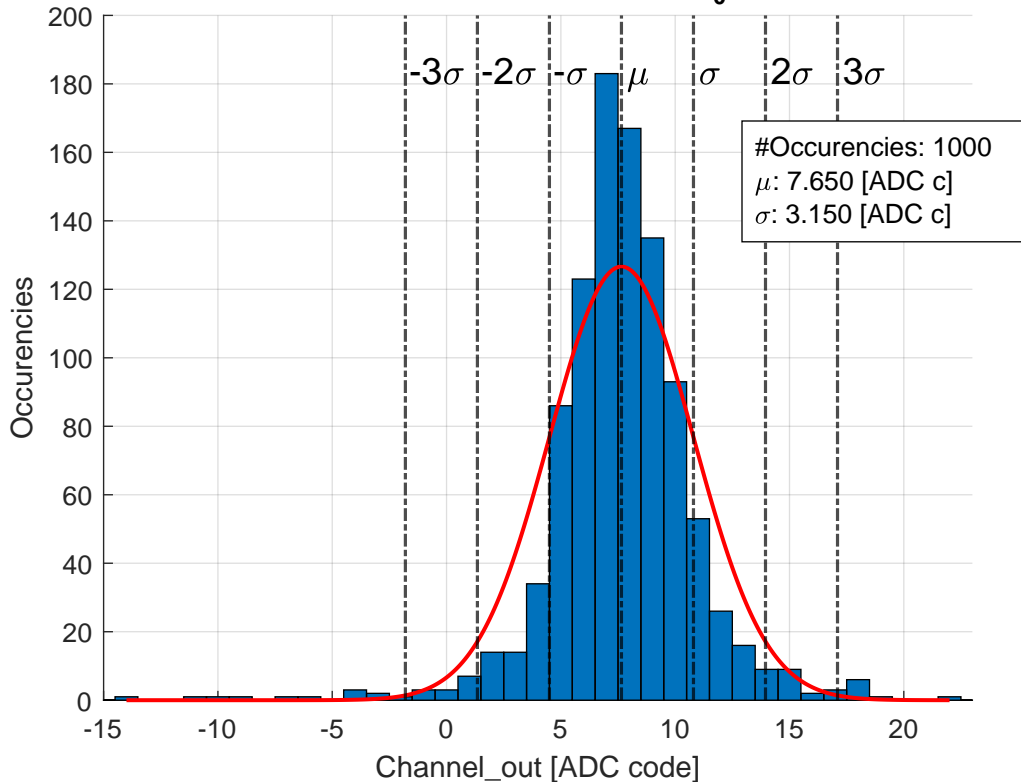 0
200
180
160
140
120
100
80
60
40
20
0
-3σ -2σ -σ μ σ 2σ 3σ
#Occurencies: 1000
μ: 7.650 [ADC c]
σ: 3.150 [ADC c]
Occurencies
-15 -10 -5 0 5 10 15 20
Channel_out [ADC code]